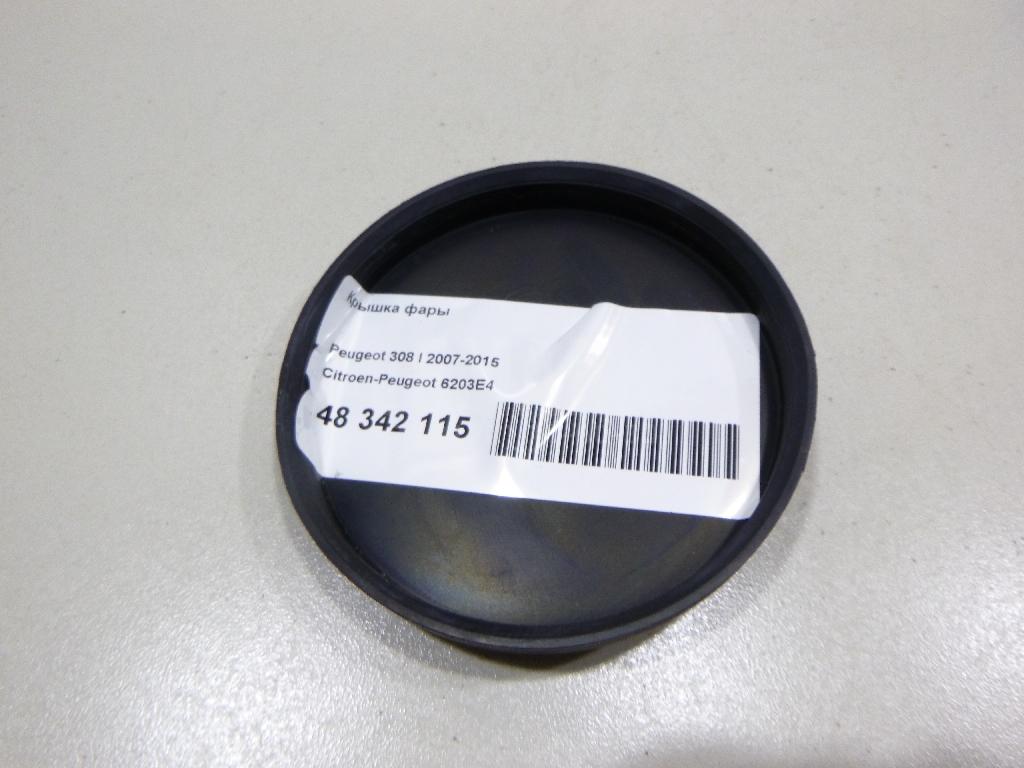 Крышка фары
Peugeot 308 I 2007-2015
Citroen-Peugeot 6203E4
48 342 115